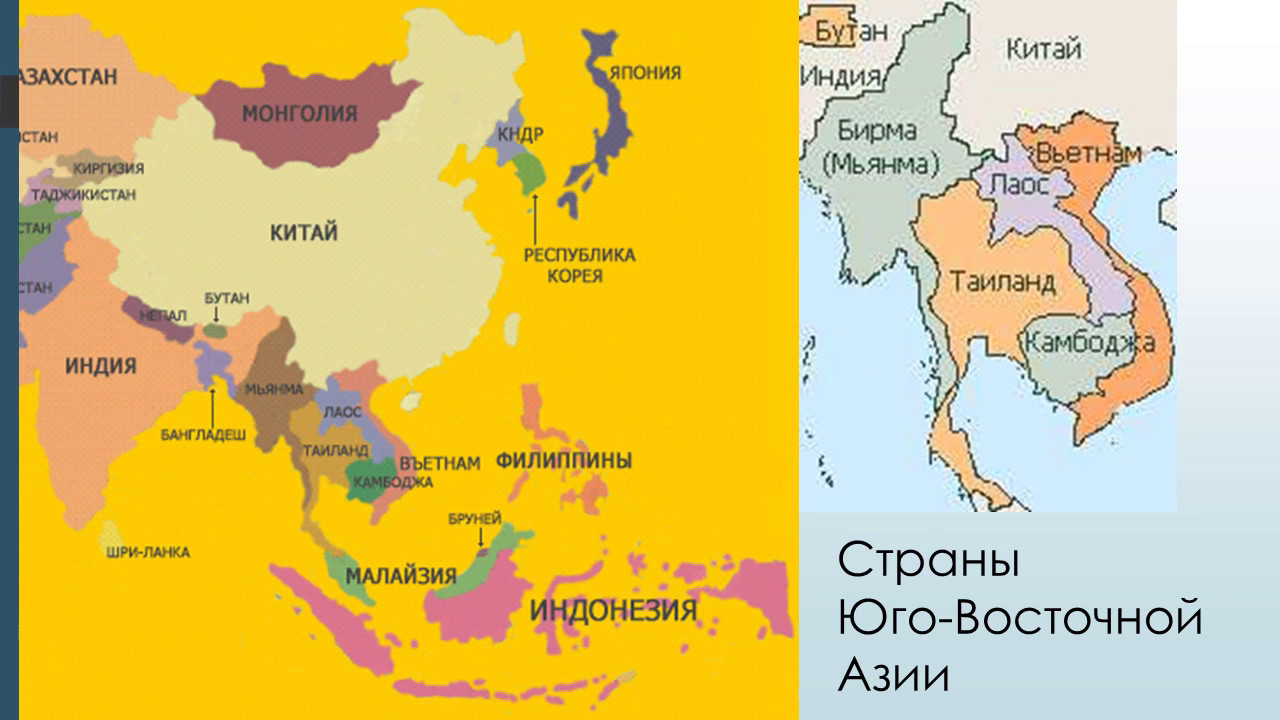 АЗАХСТАН
МОНГОЛИЯ
ЯПОНИЯ
ИСТАН
КИРГИЗИЯ
КНДР
ТАДЖИКИСТАН
СТАН
КИТАЙ
РЕСПУБЛИКА
КОРЕЯ
СТАН
БУТАН
НЕПАЛ
ИНДИЯ
МЬЯНМА
ЛАОС
БАНГЛАДЕШ
ТАИЛАНД
ВЪЕТНАМ
ФИЛИППИНЫ
КАМБОДЖА
БРУНЕЙ
ШРИ-ЛАНКА
МАЛАЙЗИЯ
ИНДОНЕЗИЯ
Бутан
Китай
Индия
Бирма
(Мьянма)
Вьетнам
Лаос
Таиланд
Камбоджа
Страны
Юго-Восточной
Азии